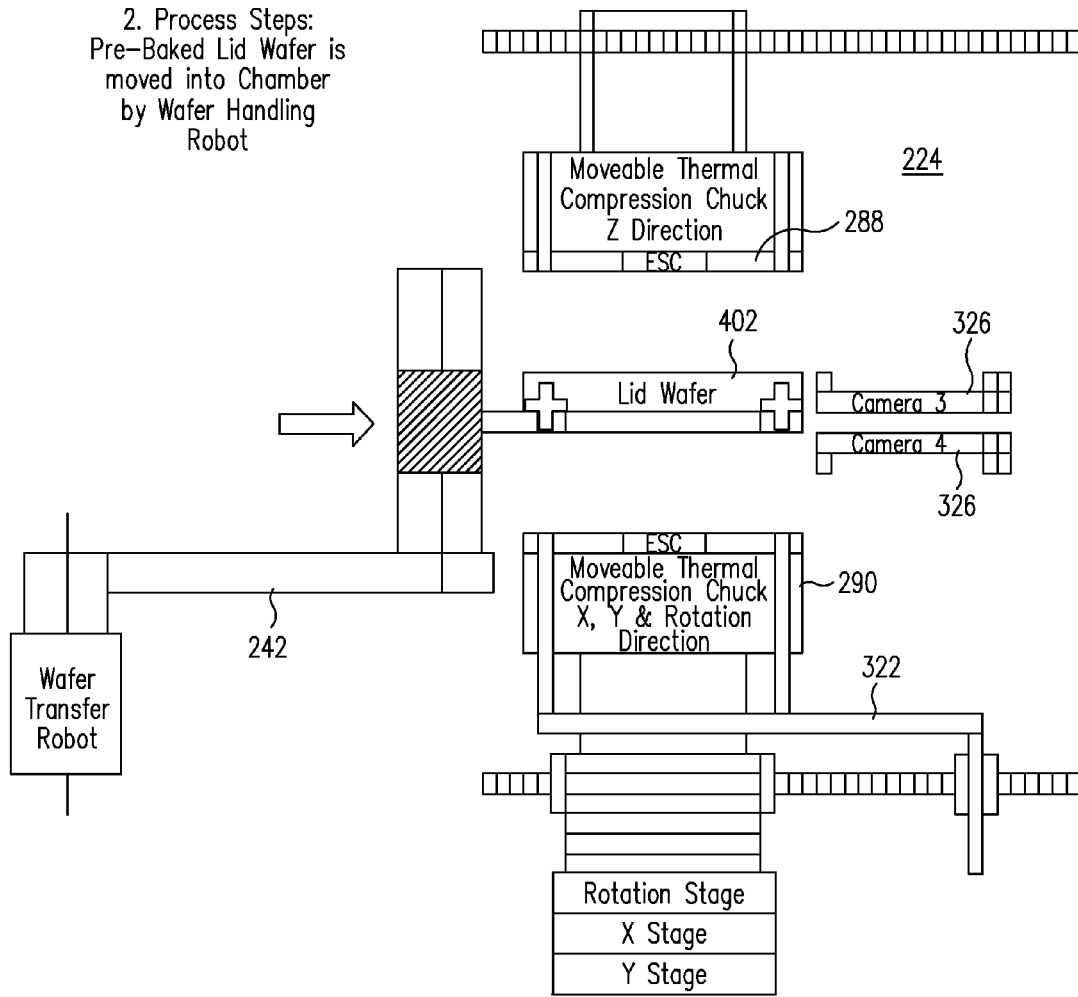 2. Process Steps:
Pre-Baked Lid Wafer is
moved into Chamber
by Wafer Handling
Robot
224
Moveable Thermal
Compression Chuck
Z Direction
288
ESC
402
326
Lid Wafer
Camera 3
Camera 4
326
ESC
Moveable Thermal
Compression Chuck
X, Y & Rotation
Direction
290
242
322
Wafer
Transfer
Robot
Rotation Stage
X Stage
Y Stage